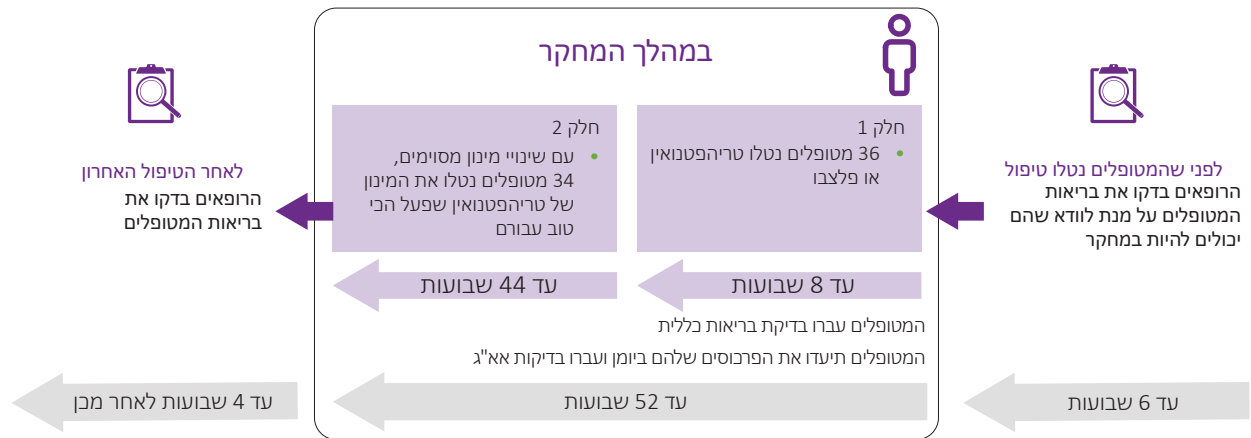 במהלך המחקר
לפני שהמטופלים נטלו טיפול
הרופאים בדקו את בריאות
המטופלים על מנת לוודא שהם
יכולים להיות במחקר
חלק 1
• 36 מטופלים נטלו טריהפטנואין
או פלצבו
חלק 2
• עם שינויי מינון מסוימים,
34 מטופלים נטלו את המינון
של טריהפטנואין שפעל הכי
טוב עבורם
לאחר הטיפול האחרון
הרופאים בדקו את
בריאות המטופלים
עד 8 שבועות
עד 44 שבועות
המטופלים עברו בדיקת בריאות כללית
המטופלים תיעדו את הפרכוסים שלהם ביומן ועברו בדיקות אא"ג
עד 6 שבועות
עד 52 שבועות
עד 4 שבועות לאחר מכן